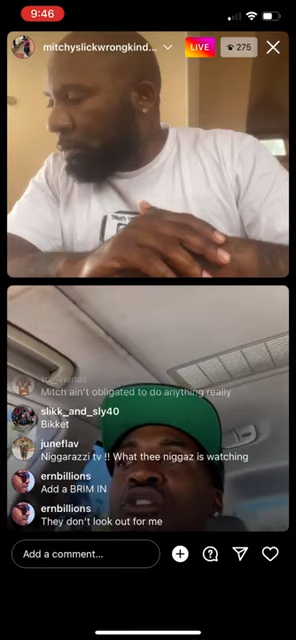 9:46
mitchyslickwrongkind...
LIVE
275
Mitch ain't obligated to do anything really
slikk_and_sly40
Bikket
juneflav
Niggarazzi tv !! What thee niggaz is watching
ernbillions
Add a BRIM IN
ernbillions
They don't look out for me
Add a comment...